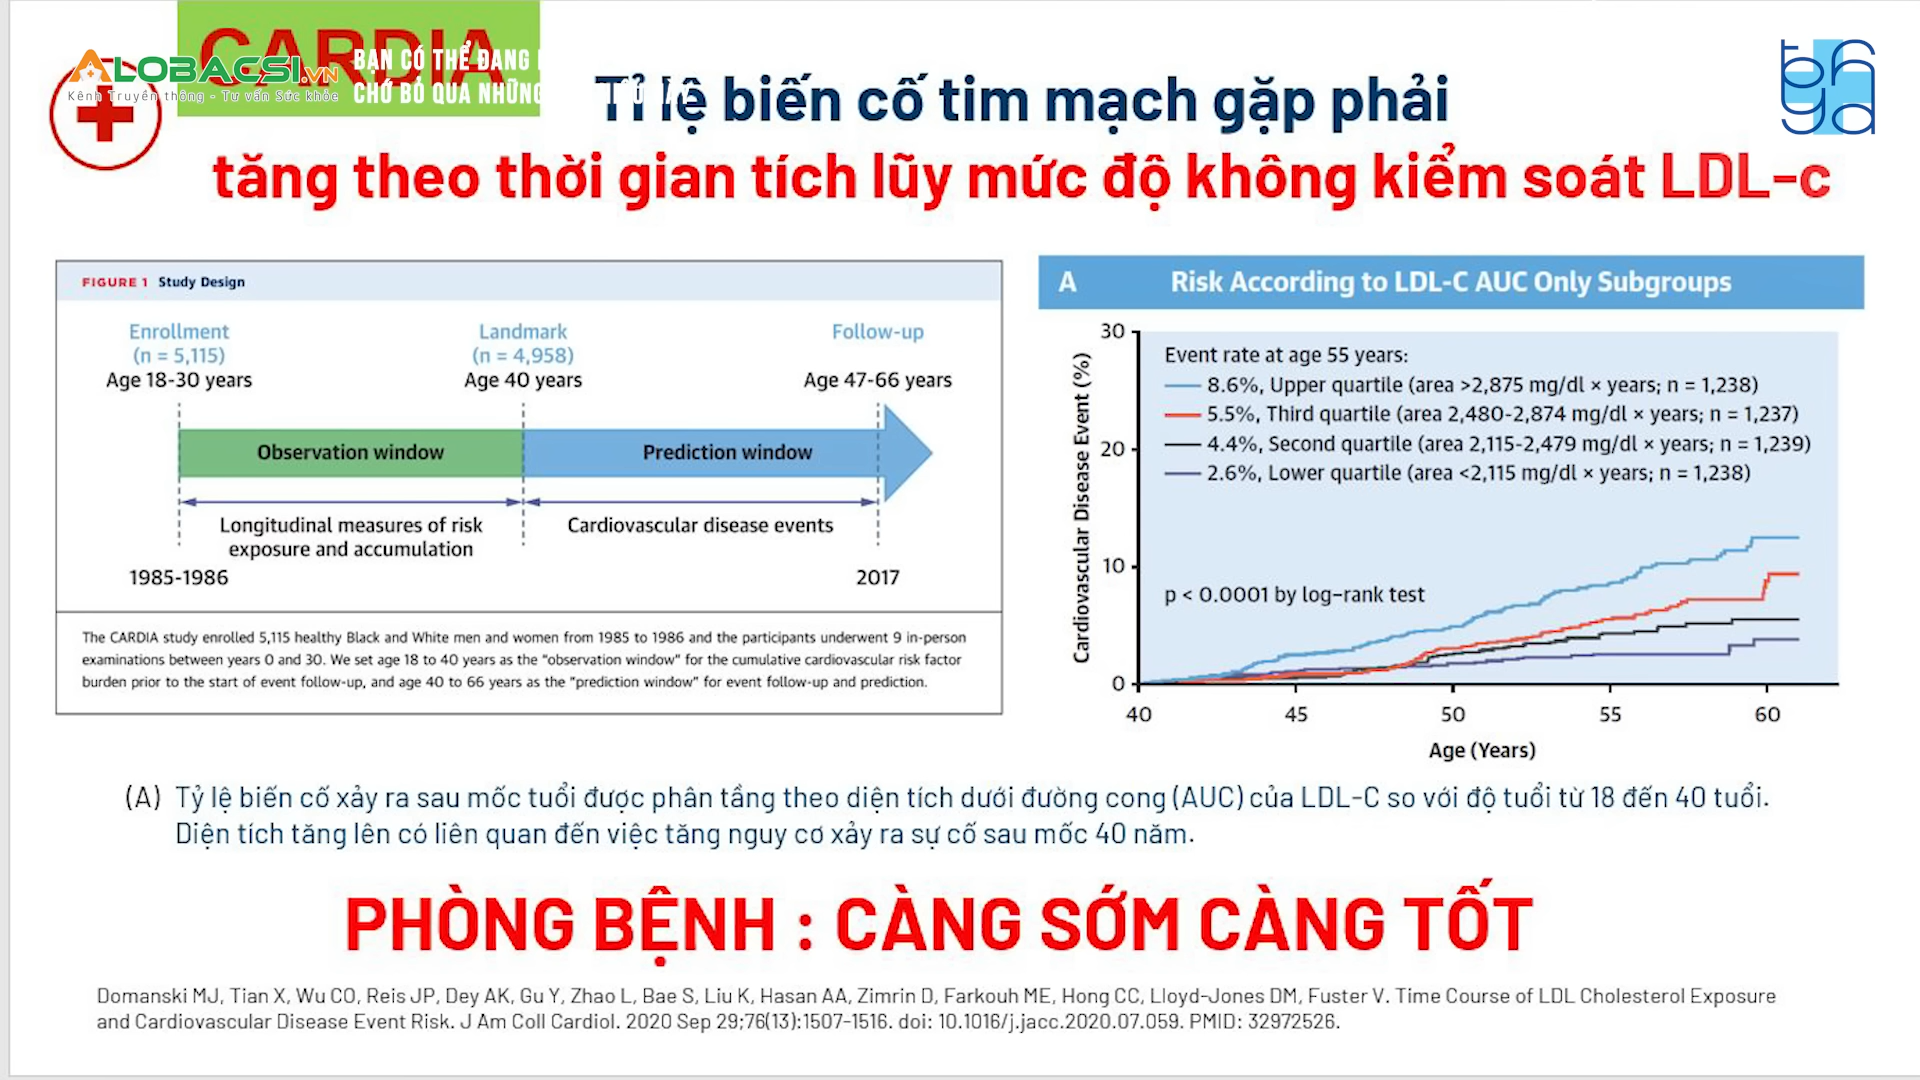 CARDIA
ALOBACSI.VN
Kênh Truyền thông - Tư vấn Sức khỏe
BẠN CÓ THỂ ĐANG
CHỚ BỎ QUA NHỮNG
Tỉ lệ biến cố tim mạch gặp phải
tăng theo thời gian tích lũy mức độ không kiểm soát LDL-c
FIGURE 1 Study Design
Enrollment
(n = 5,115)
Age 18-30 years
Landmark
(n = 4,958)
Age 40 years
Follow-up
Age 47-66 years
Observation window
Prediction window
Longitudinal measures of risk
exposure and accumulation
Cardiovascular disease events
1985-1986
2017
The CARDIA study enrolled 5,115 healthy Black and White men and women from 1985 to 1986 and the participants underwent 9 in-person
examinations between years 0 and 30. We set age 18 to 40 years as the "observation window" for the cumulative cardiovascular risk factor
burden prior to the start of event follow-up, and age 40 to 66 years as the "prediction window" for event follow-up and prediction.
A Risk According to LDL-C AUC Only Subgroups
Cardiovascular Disease Event (%)
30
20
10
0
Event rate at age 55 years:
8.6%, Upper quartile (area >2,875 mg/dl × years; n = 1,238)
5.5%, Third quartile (area 2,480-2,874 mg/dl × years; n = 1,237)
4.4%, Second quartile (area 2,115-2,479 mg/dl × years; n = 1,239)
2.6%, Lower quartile (area <2,115 mg/dl × years; n = 1,238)
p < 0.0001 by log-rank test
40 45 50 55 60
Age (Years)
(A) Tỷ lệ biến cố xảy ra sau mốc tuổi được phân tầng theo diện tích dưới đường cong (AUC) của LDL-C so với độ tuổi từ 18 đến 40 tuổi.
Diện tích tăng lên có liên quan đến việc tăng nguy cơ xảy ra sự cố sau mốc 40 năm.
PHÒNG BỆNH : CÀNG SỚM CÀNG TỐT
Domanski MJ, Tian X, Wu CO, Reis JP, Dey AK, Gu Y, Zhao L, Bae S, Liu K, Hasan AA, Zimrin D, Farkouh ME, Hong CC, Lloyd-Jones DM, Fuster V. Time Course of LDL Cholesterol Exposure
and Cardiovascular Disease Event Risk. J Am Coll Cardiol. 2020 Sep 29;76(13):1507-1516. doi: 10.1016/j.jacc.2020.07.059. PMID: 32972526.